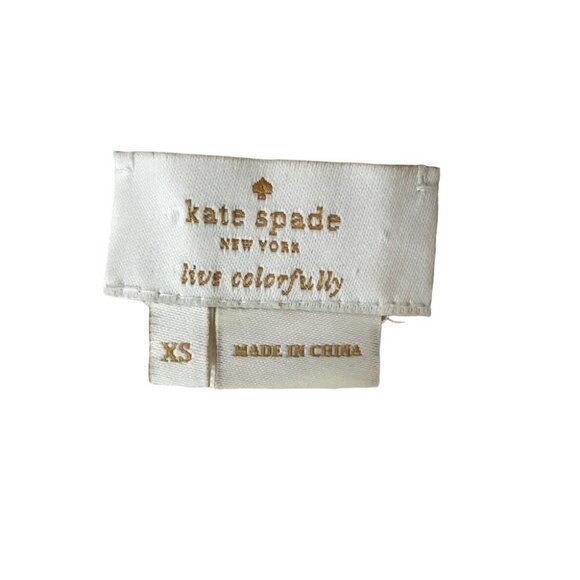 kate spade
NEW YORK
live colorfully
XS
MADE IN CHINA